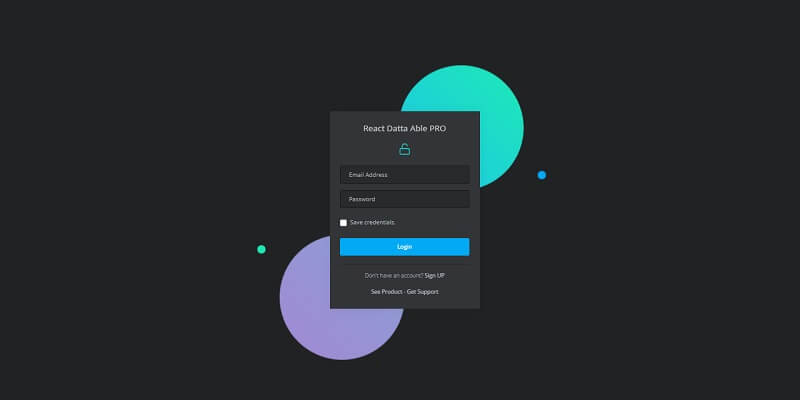 React Datta Able PRO
Email Address
Password
Save credentials.
Login
Don't have an account? Sign UP
See Product - Get Support